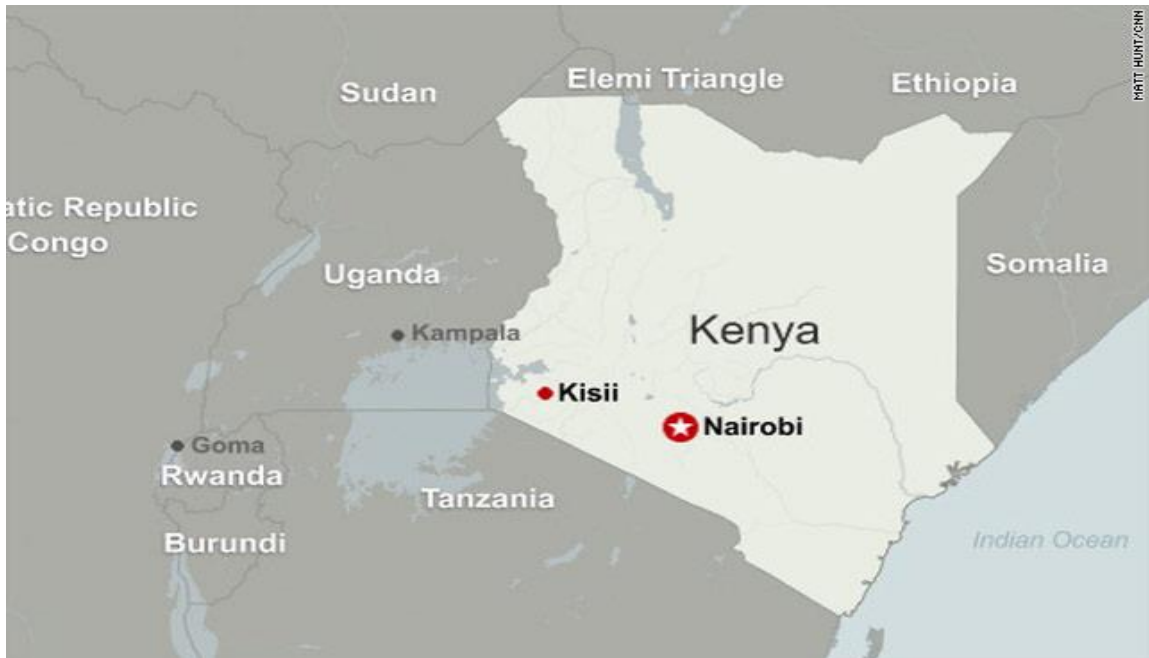 MATT HUNT/CNN
Sudan
Elemi Triangle
Ethiopia
atic Republic
Congo
Uganda
Somalia
Kampala
Kenya
Kisii
Nairobi
Goma
Rwanda
Tanzania
Burundi
Indian Ocean